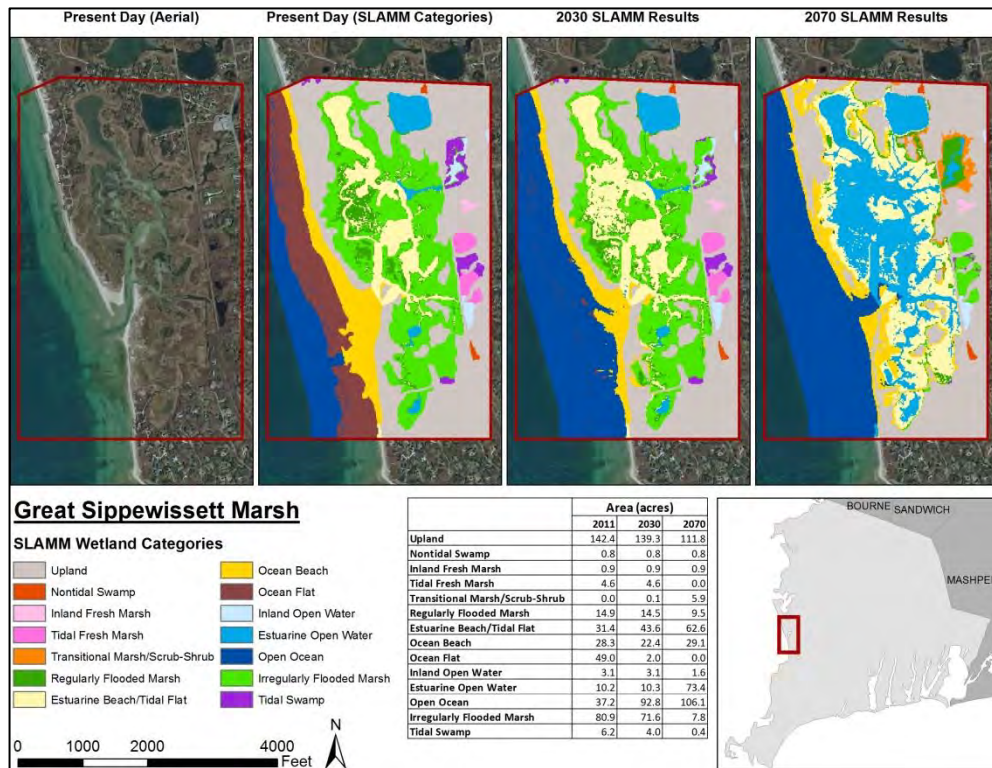 Present Day (Aerial) Present Day (SLAMM Categories) 2030 SLAMM Results 2070 SLAMM Results
Great Sippewissett Marsh
SLAMM Wetland Categories
Upland
Nontidal Swamp
Inland Fresh Marsh
Tidal Fresh Marsh
Transitional Marsh/Scrub-Shrub
Regularly Flooded Marsh
Estuarine Beach/Tidal Flat
Ocean Beach
Ocean Flat
Inland Open Water
Estuarine Open Water
Open Ocean
Irregularly Flooded Marsh
Tidal Swamp
N
0 1000 2000 4000
Feet
Area (acres)
2011 2030 2070
Upland 142.4 139.3 111.8
Nontidal Swamp 0.8 0.8 0.8
Inland Fresh Marsh 0.9 0.9 0.9
Tidal Fresh Marsh 4.6 4.6 0.0
Transitional Marsh/Scrub-Shrub 0.0 0.1 5.9
Regularly Flooded Marsh 14.9 14.5 9.5
Estuarine Beach/Tidal Flat 31.4 43.6 62.6
Ocean Beach 28.3 22.4 29.1
Ocean Flat 49.0 2.0 0.0
Inland Open Water 3.1 3.1 1.6
Estuarine Open Water 10.2 10.3 73.4
Open Ocean 37.2 92.8 106.1
Irregularly Flooded Marsh 80.9 71.6 7.8
Tidal Swamp 6.2 4.0 0.4
BOURNE SANDWICH
MASHPEE